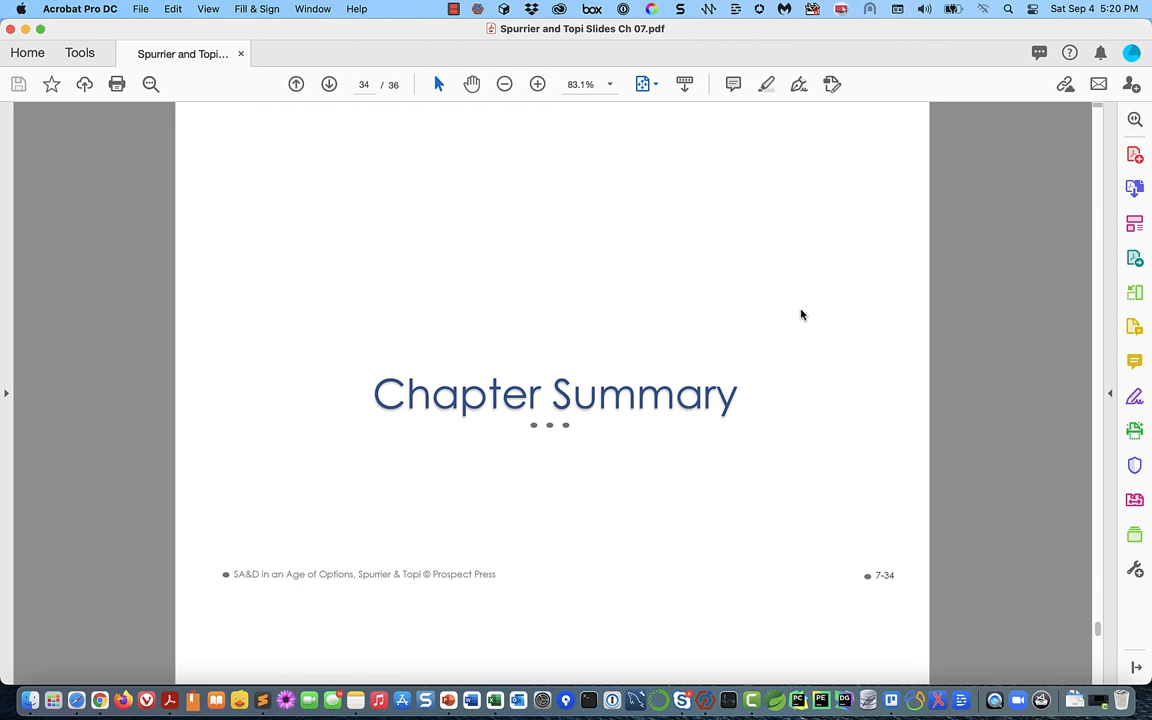 Acrobat Pro DC File Edit View Fill & Sign Window Help box Sat Sep 4 5:20 PM
Spurrier and Topi Slides Ch 07.pdf
Home Tools Spurrier and Topi... ×
34 / 36 83.1%
Chapter Summary
SA&D in an Age of Options, Spurrier & Topi © Prospect Press
7-34